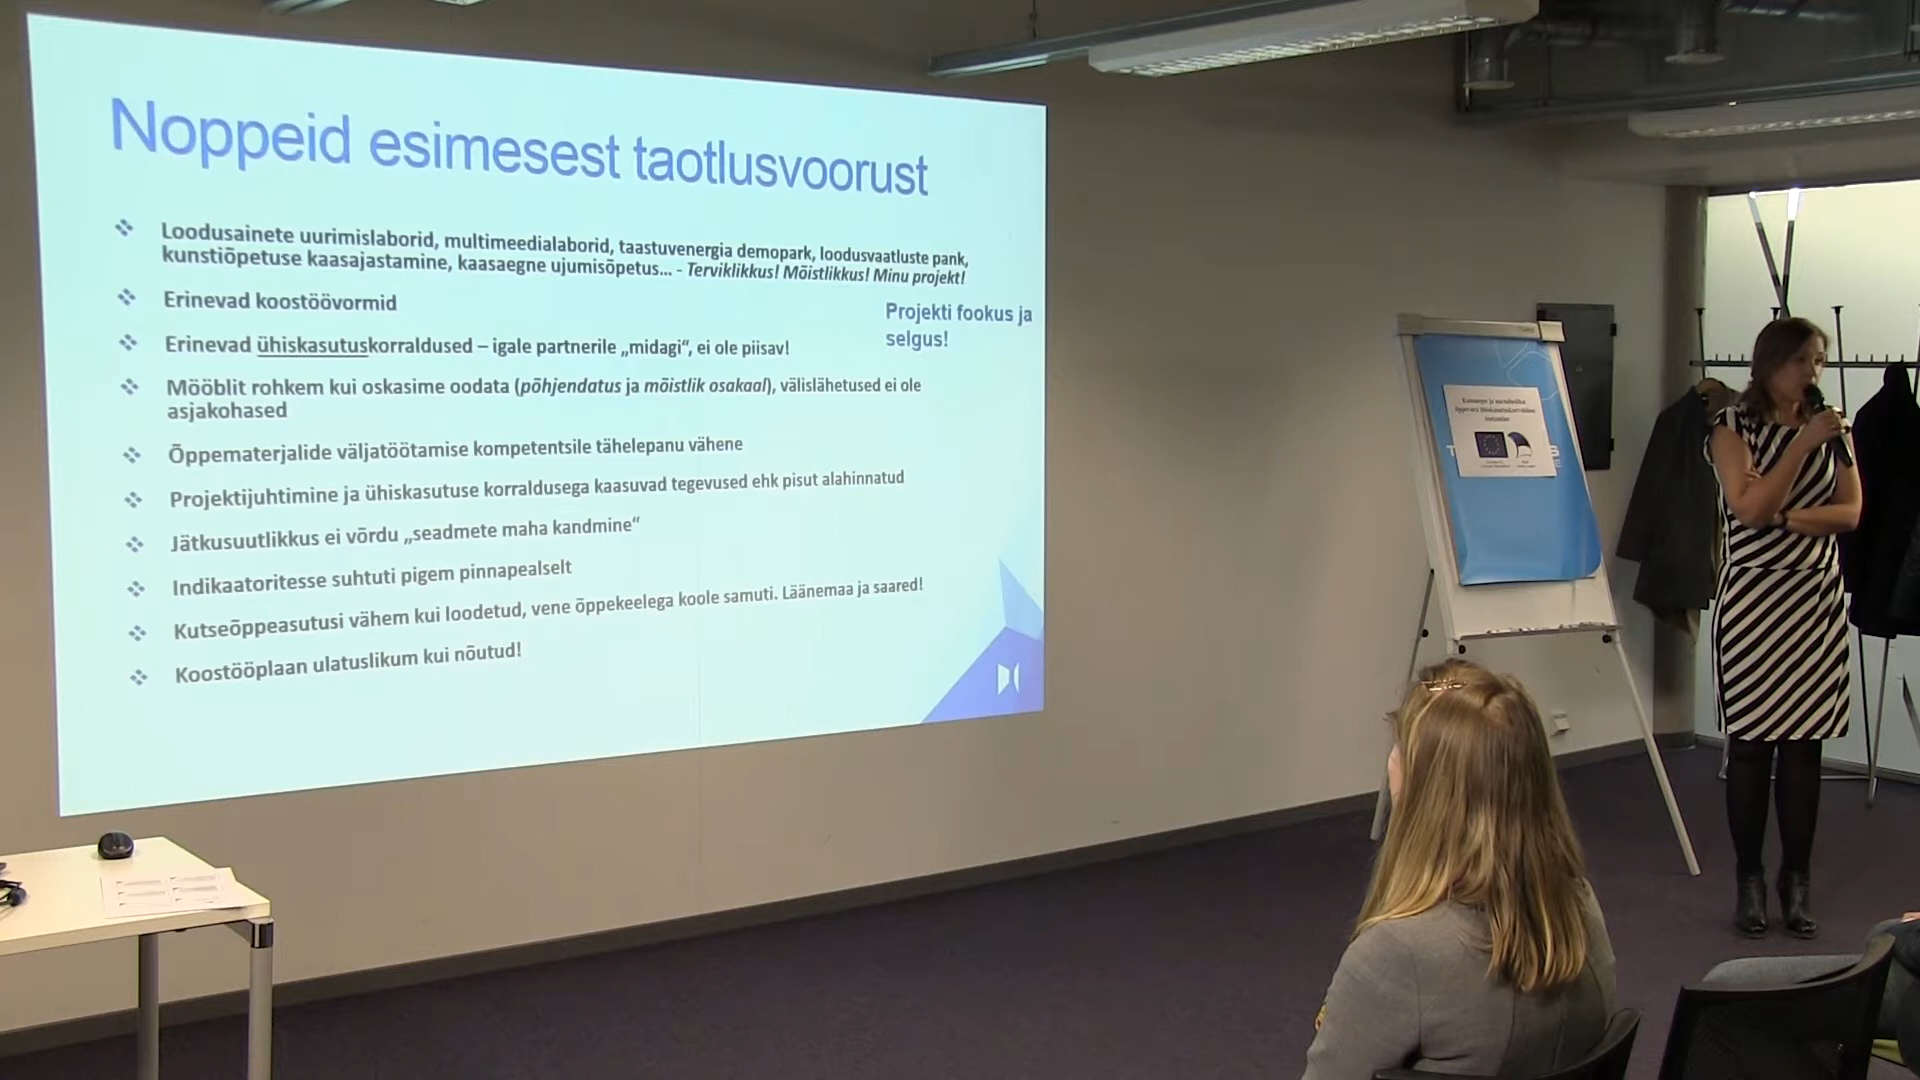 Noppeid esimesest taotlusvoorust
Loodusainete uurimislaborid, multimeedialaborid, taastuvenergia demopark, loodusvaatluste pank,
kunstiõpetuse kaasajastamine, kaasaegne ujumisõpetus... - Terviklikkus! Mõistlikkus! Minu projekt!
Erinevad koostöövormid
Projekti fookus ja
selgus!
Erinevad ühiskasutuskorraldused – igale partnerile „midagi“, ei ole piisav!
Mööblit rohkem kui oskasime oodata (põhjendatus ja mõistlik osakaal), välislähetused ei ole
asjakohased
Õppematerjalide väljatöötamise kompetentsile tähelepanu vähene
Projektijuhtimine ja ühiskasutuse korraldusega kaasuvad tegevused ehk pisut alahinnatud
Jätkusuutlikkus ei võrdu „seadmete maha kandmine“
Indikaatoritesse suhtuti pigem pinnapealselt
Kutseõppeasutusi vähem kui loodetud, vene õppekeelega koole samuti. Läänemaa ja saared!
Koostööplaan ulatuslikum kui nõutud!